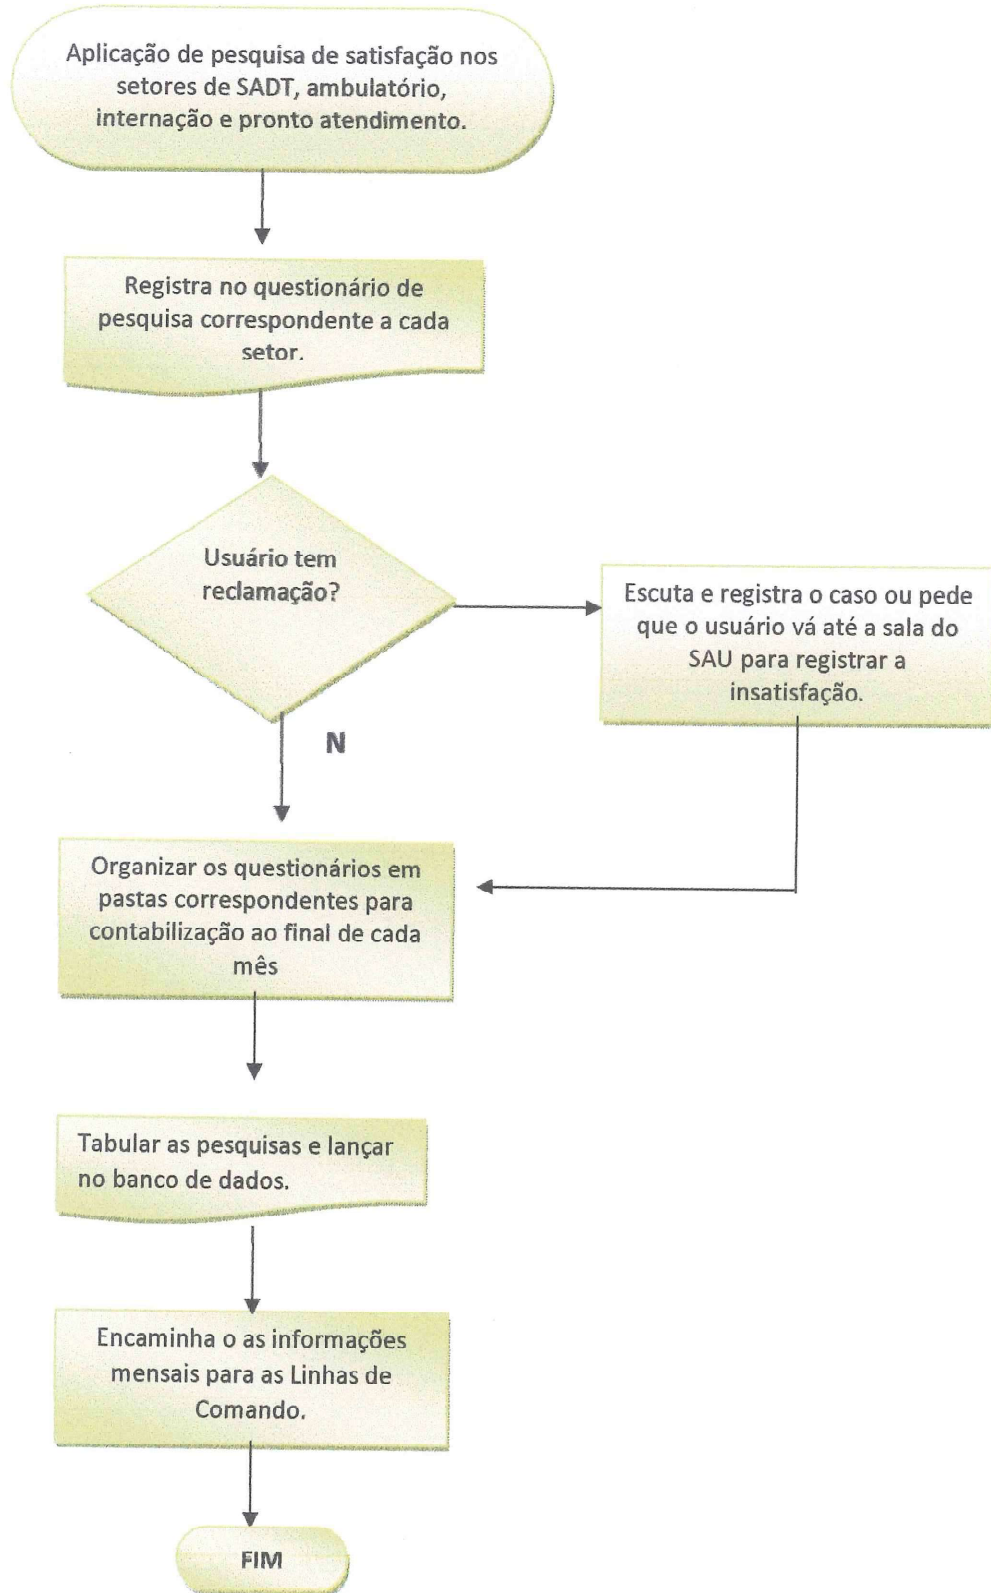 Aplicação de pesquisa de satisfação nos
setores de SADT, ambulatório,
internação e pronto atendimento.
Registra no questionário de
pesquisa correspondente a cada
setor.
Usuário tem
reclamação?
Escuta e registra o caso ou pede
que o usuário vá até a sala do
SAU para registrar a
insatisfação.
N
Organizar os questionários em
pastas correspondentes para
contabilização ao final de cada
mês
Tabular as pesquisas e lançar
no banco de dados.
Encaminha o as informações
mensais para as Linhas de
Comando.
FIM